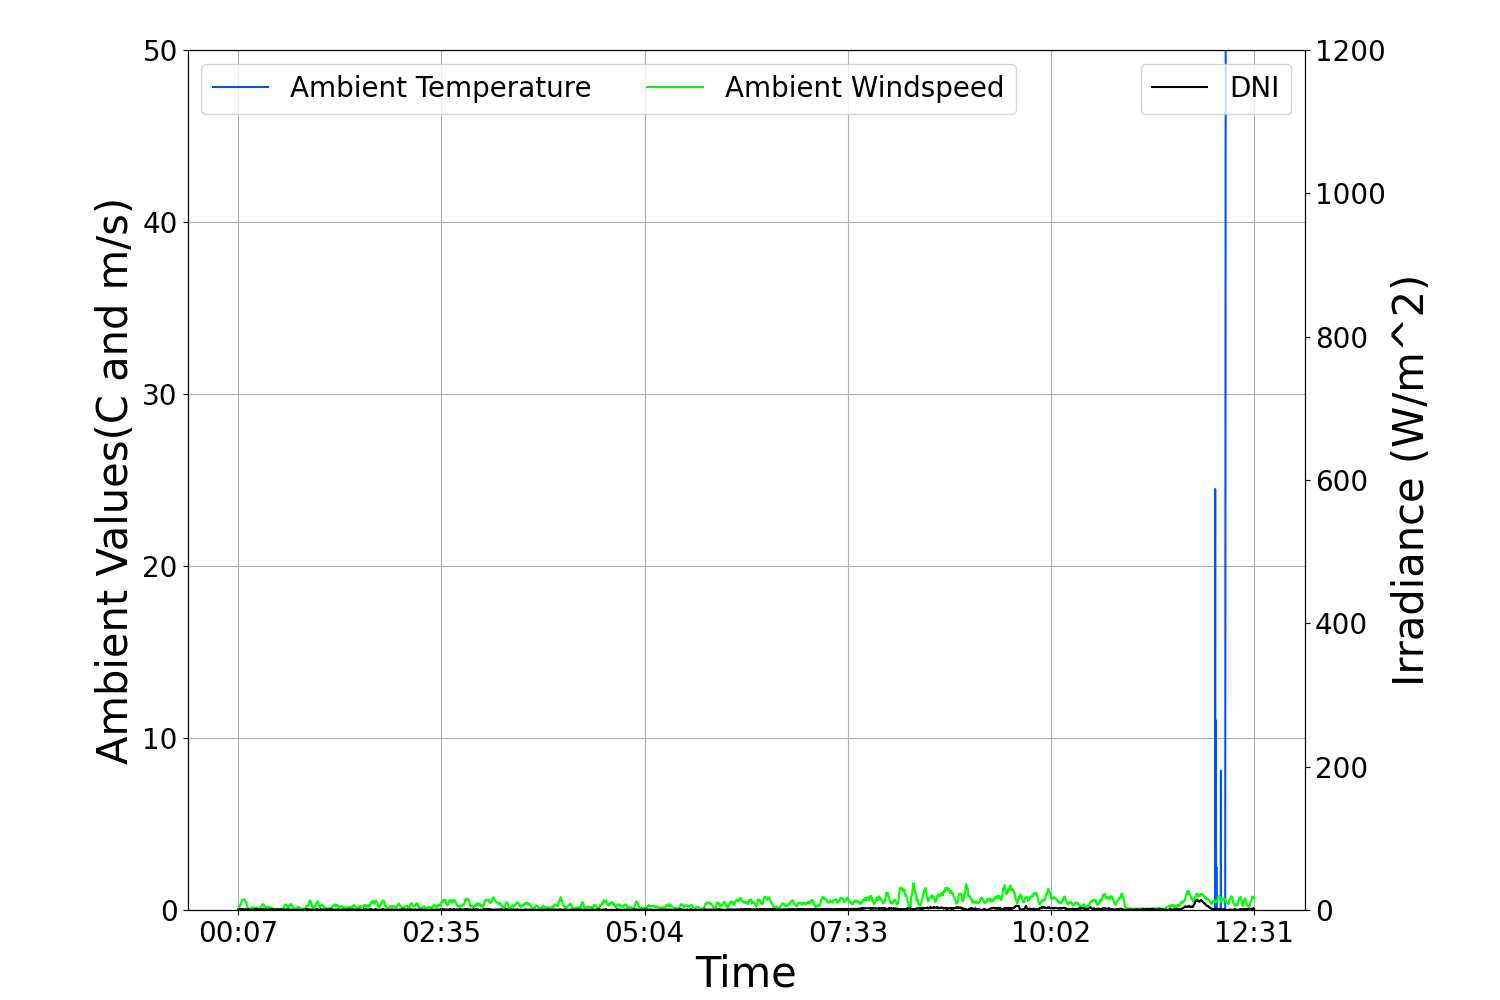 Ambient Temperature Ambient Windspeed DNI
50
40
30
20
10
0
Ambient Values(C and m/s)
1200
1000
800
600
400
200
0
Irradiance (W/m^2)
00:07 02:35 05:04 07:33 10:02 12:31
Time